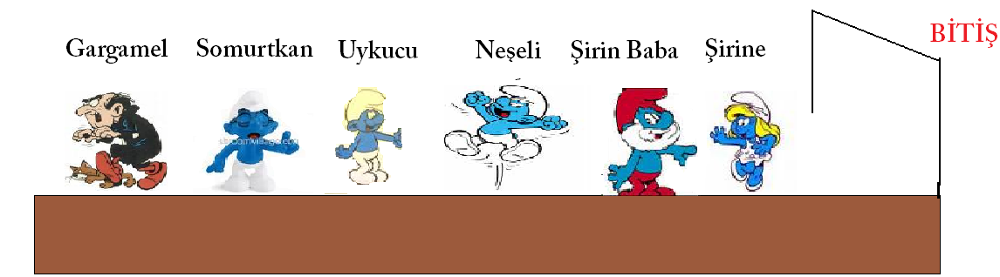 Gargamel Somurtkan Uykucu Neşeli Şirin Baba Şirine
BİTİŞ